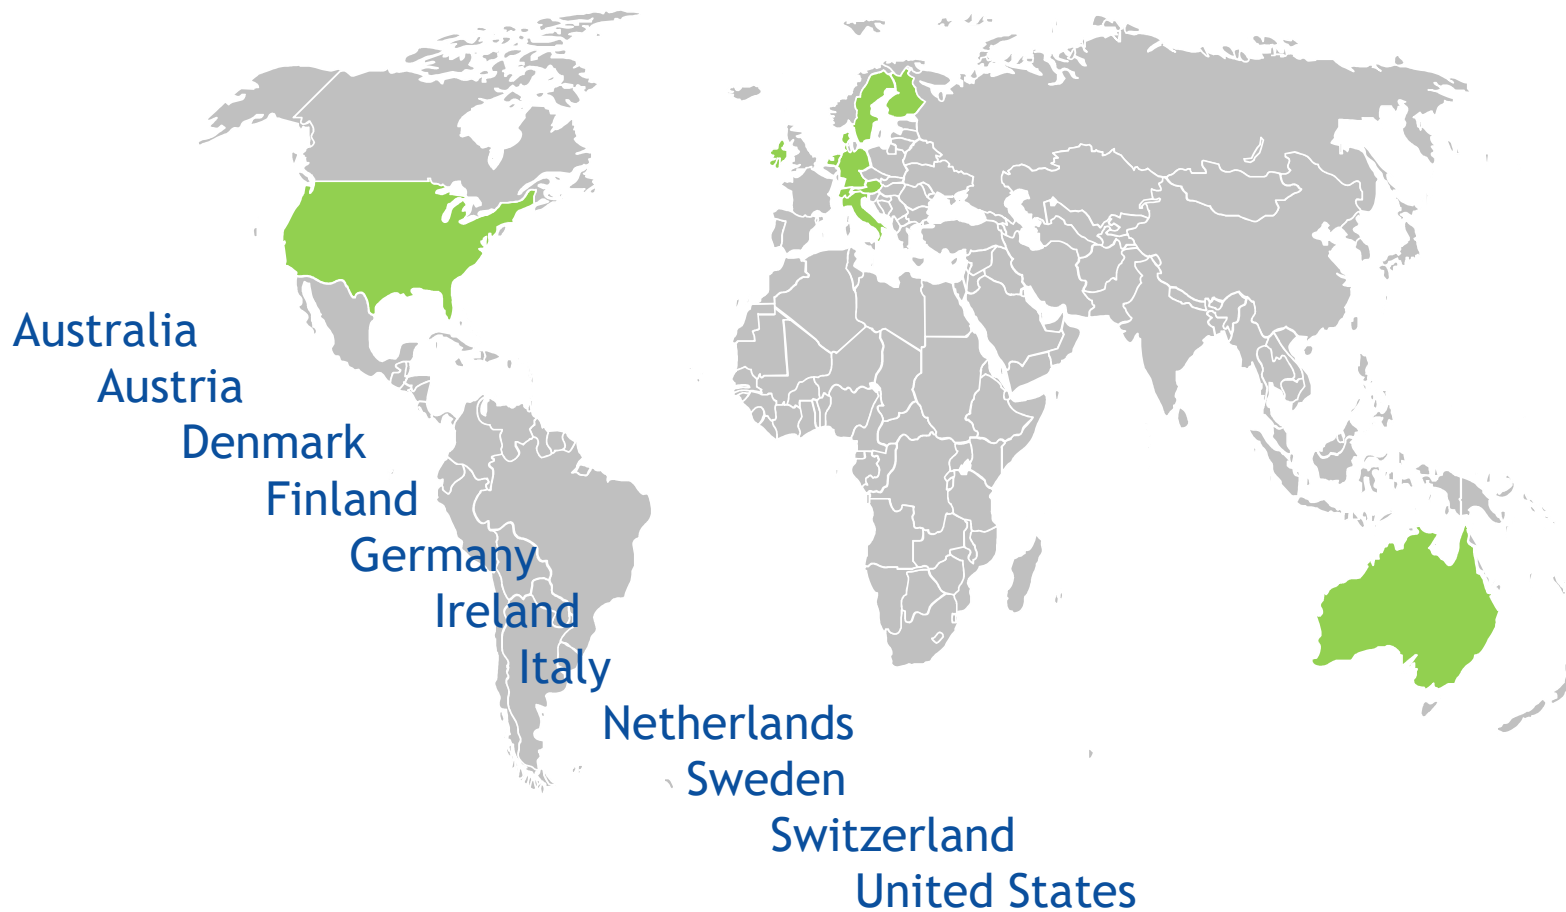 Australia
Austria
Denmark
Finland
Germany
Ireland
Italy
Netherlands
Sweden
Switzerland
United States